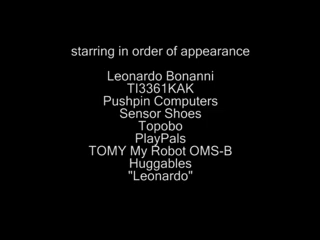 starring in order of appearance
Leonardo Bonanni
TI3361KAK
Pushpin Computers
Sensor Shoes
Topobo
PlayPals
TOMY My Robot OMS-B
Huggables
"Leonardo"